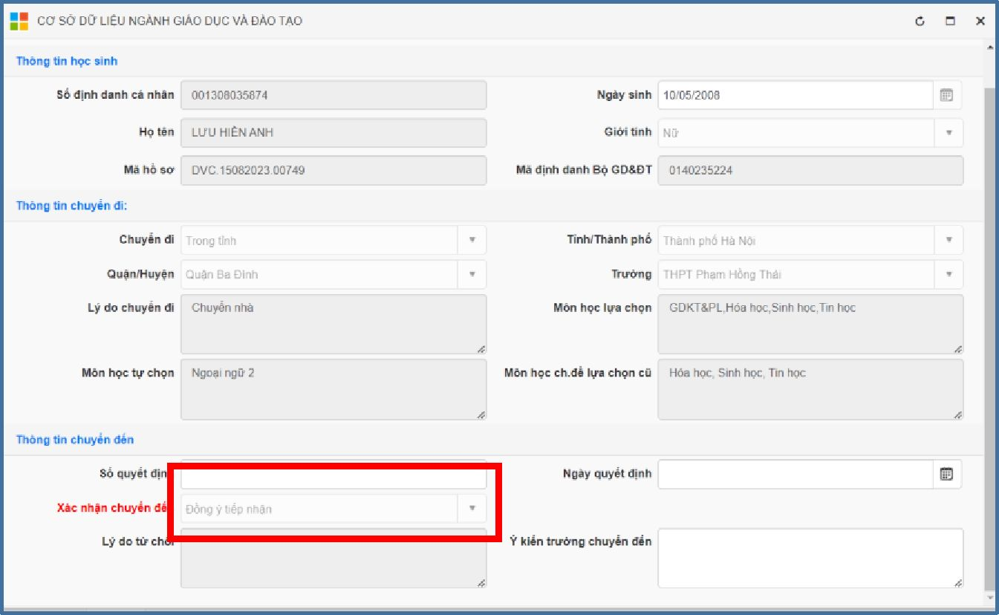 CƠ SỞ DỮ LIỆU NGÀNH GIÁO DỤC VÀ ĐÀO TẠO
Thông tin học sinh
Số định danh cá nhân 001308035874 Ngày sinh 10/05/2008
Họ tên LƯU HIỀN ANH Giới tính Nữ
Mã hồ sơ DVC.15082023.00749 Mã định danh Bộ GD&ĐT 0140235224
Thông tin chuyển đi:
Chuyển đi Trong tỉnh Tỉnh/Thành phố Thành phố Hà Nội
Quận/Huyện Quận Ba Đình Trường THPT Phạm Hồng Thái
Lý do chuyển đi Chuyển nhà Môn học lựa chọn GDKT&PL,Hóa học,Sinh học,Tin học
Môn học tự chọn Ngoại ngữ 2 Môn học ch.đề lựa chọn cũ Hóa học, Sinh học, Tin học
Thông tin chuyển đến
Số quyết địn Ngày quyết định
Xác nhận chuyển đế Đồng ý tiếp nhận
Lý do từ chối Ý kiến trường chuyển đến